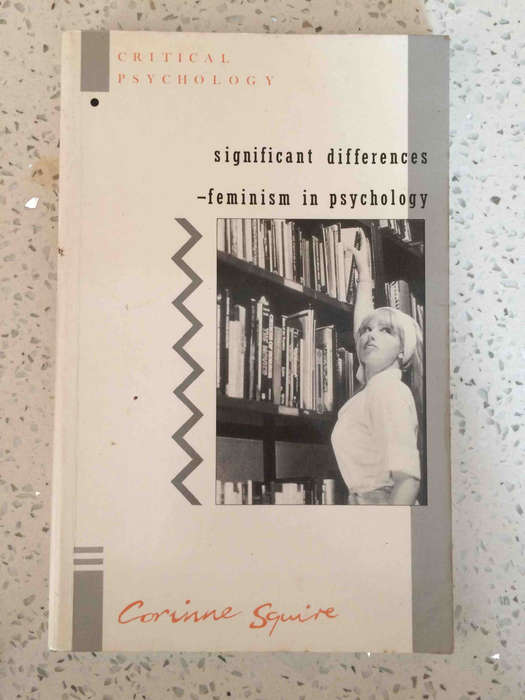 CRITICAL
PSYCHOLOGY
significant differences
–feminism in psychology
Corinne Squire